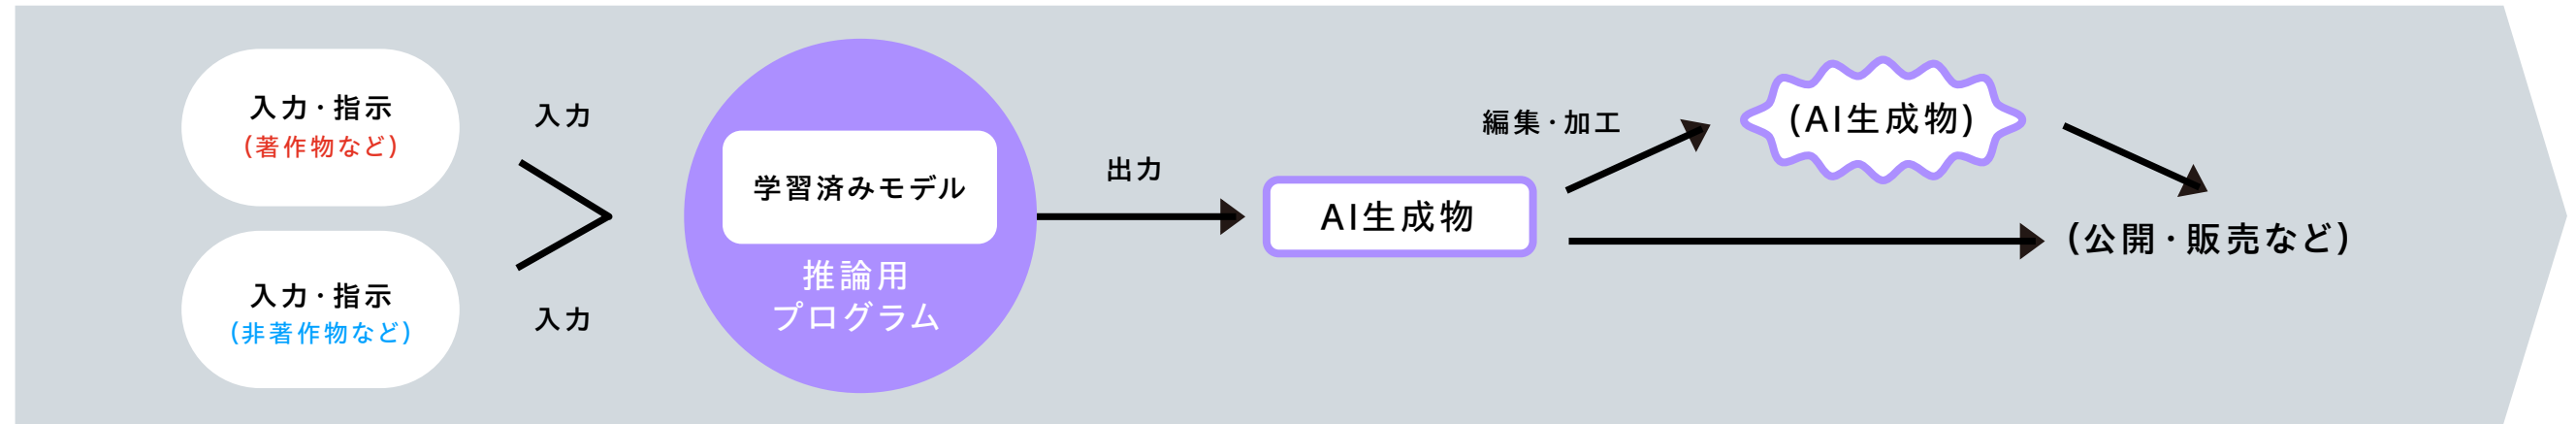 入力・指示
(著作物など)
入力
学習済みモデル
推論用
プログラム
出力
AI生成物
編集・加工
(AI生成物)
(公開・販売など)
入力・指示
(非著作物など)
入力